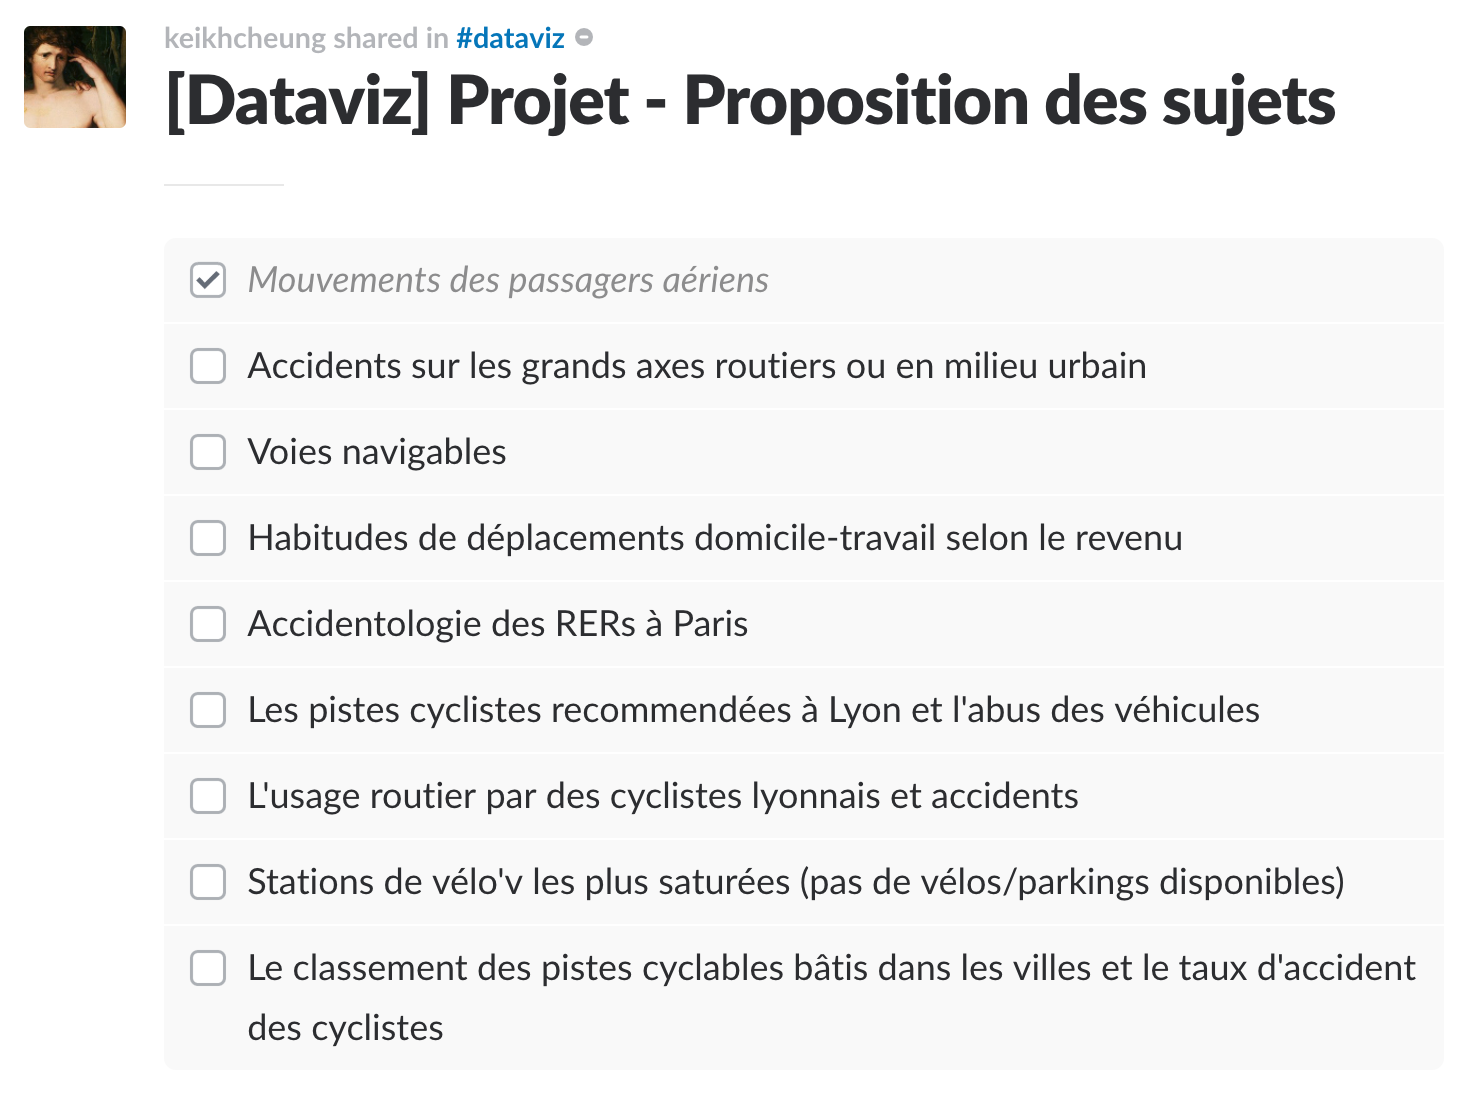 keikhcheung shared in #dataviz
[Dataviz] Projet - Proposition des sujets
Mouvements des passagers aériens
Accidents sur les grands axes routiers ou en milieu urbain
Voies navigables
Habitudes de déplacements domicile-travail selon le revenu
Accidentologie des RERs à Paris
Les pistes cyclistes recommendées à Lyon et l'abus des véhicules
L'usage routier par des cyclistes lyonnais et accidents
Stations de vélo'v les plus saturées (pas de vélos/parkings disponibles)
Le classement des pistes cyclables bâtis dans les villes et le taux d'accident
des cyclistes